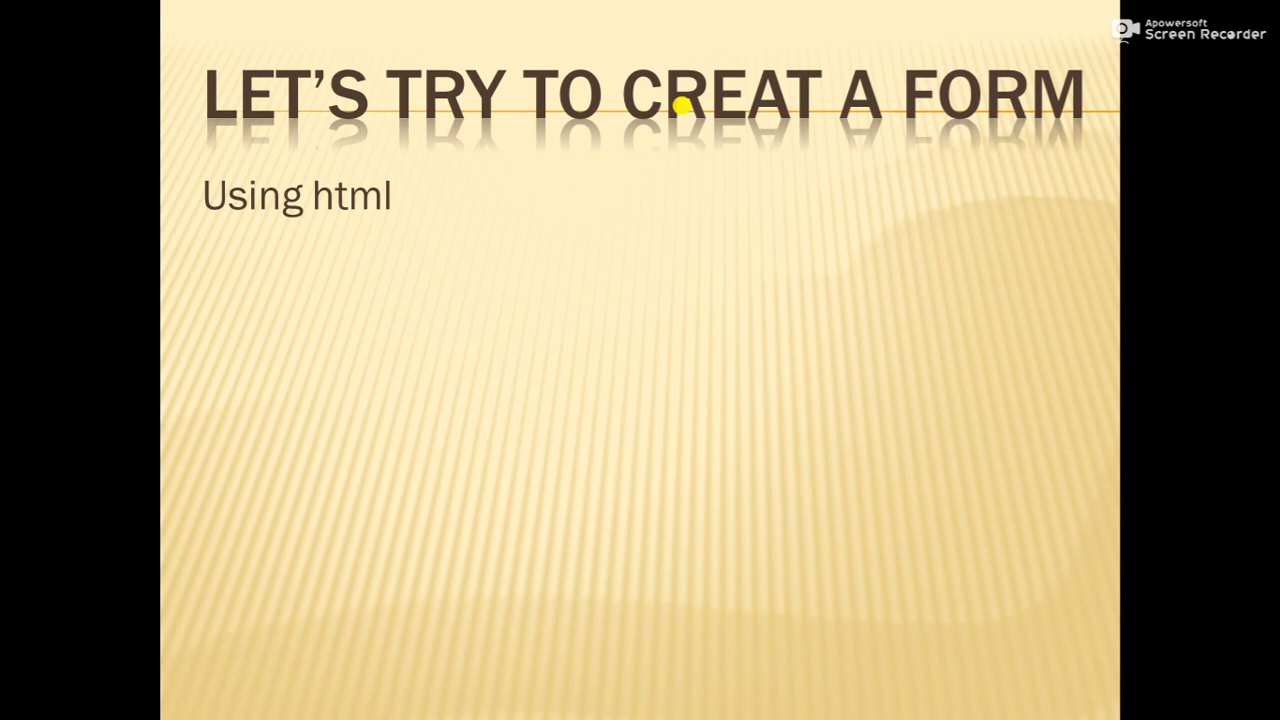 Apowersoft
Screen Recorder
LET’S TRY TO CREAT A FORM
Using html